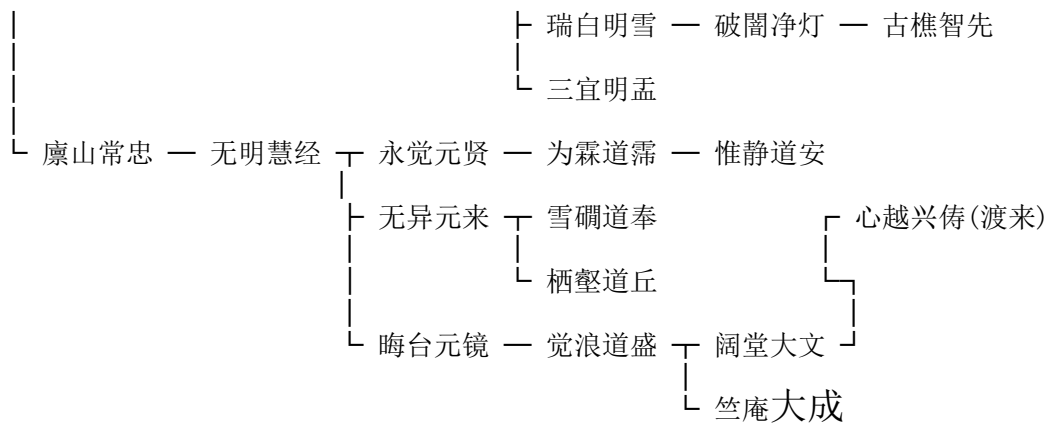 瑞白明雪 — 破闇净灯 — 古樵智先
三宜明盂
廪山常忠 — 无明慧经 永觉元贤 — 为霖道霈 — 惟静道安
无异元来 雪磵道奉 心越兴俦(渡来)
栖壑道丘
晦台元镜 — 觉浪道盛 阔堂大文
竺庵大成